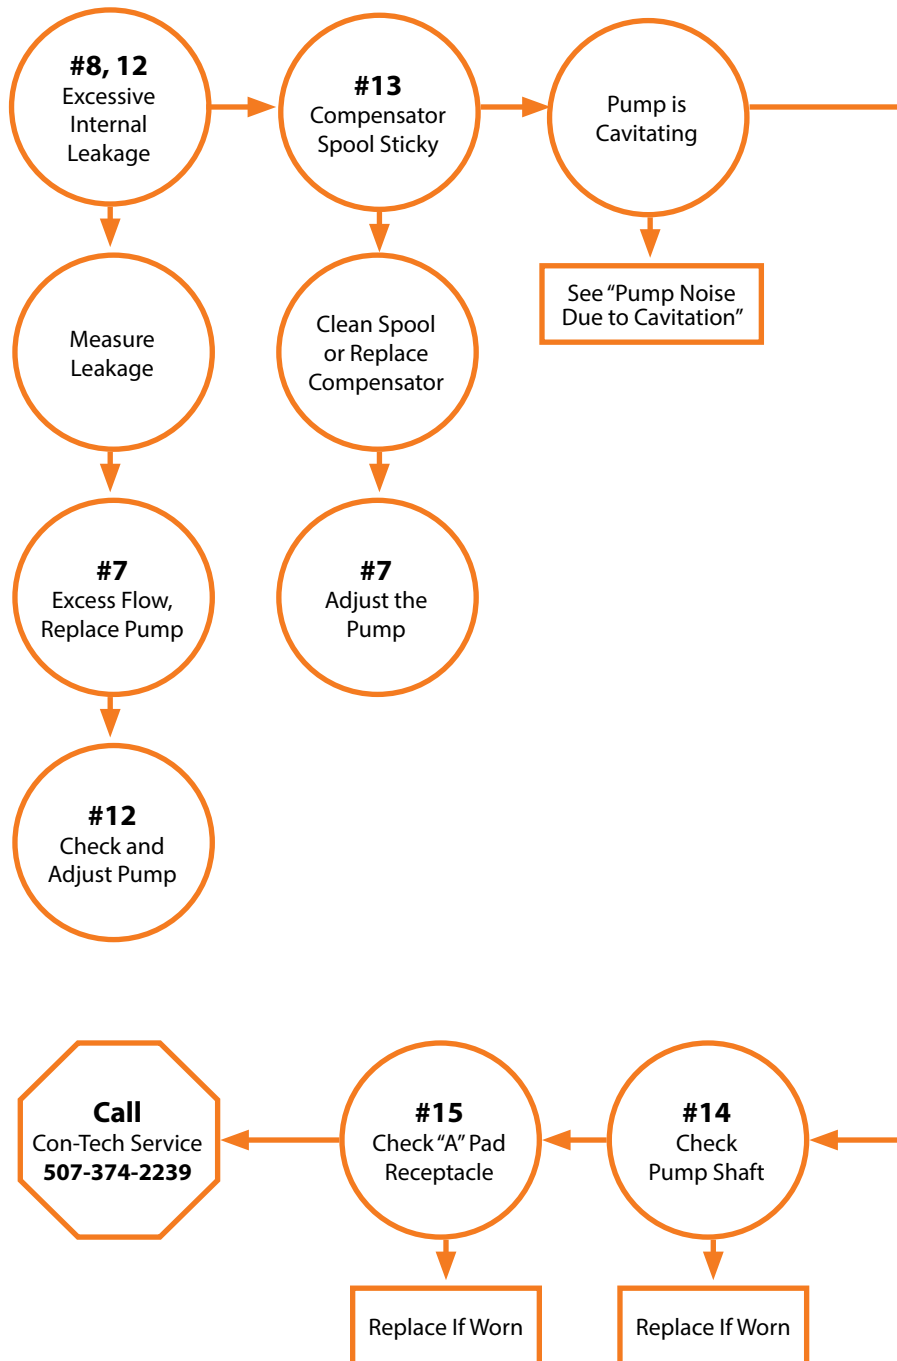 #8, 12
Excessive
Internal
Leakage
#13
Compensator
Spool Sticky
Pump is
Cavitating
Measure
Leakage
Clean Spool
or Replace
Compensator
See “Pump Noise
Due to Cavitation”
#7
Excess Flow,
Replace Pump
#7
Adjust the
Pump
#12
Check and
Adjust Pump
Call
Con-Tech Service
507-374-2239
#15
Check “A” Pad
Receptacle
#14
Check
Pump Shaft
Replace If Worn
Replace If Worn